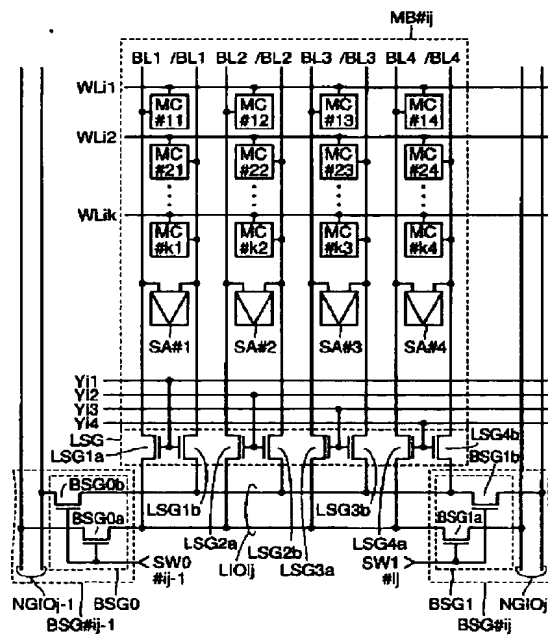 MB#ij
BL1 /BL1 BL2 /BL2 BL3 /BL3 BL4 /BL4
WLi1
MC #11 MC #12 MC #13 MC #14
WLi2
MC #21 MC #22 MC #23 MC #24
WLik
MC #k1 MC #k2 MC #k3 MC #k4
SA#1 SA#2 SA#3 SA#4
Yi1
Yi2
Yi3
Yi4
LSG
LSG4b
LSG1a
BSG1b
BSG0b
BSG0a
LSG1b
LSG3b
BSG1a
LSG2a
LSG4a
LSG2b
SW0 #ij-1
LIOij
LSG3a
SW1 #ij
NGIOj-1
BSG0
BSG1
NGIOj
BSG#ij-1
BSG#ij